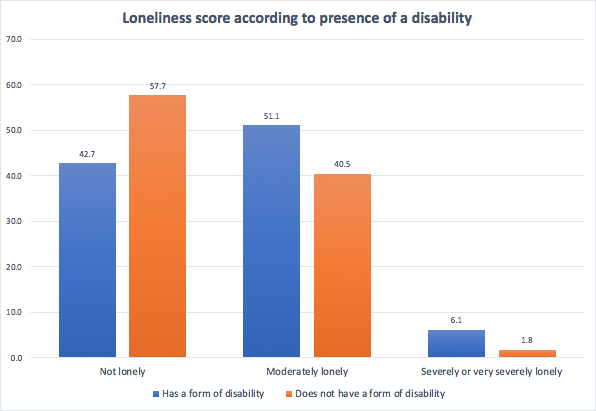 Loneliness score according to presence of a disability
70.0
60.0
50.0
40.0
30.0
20.0
10.0
0.0
42.7
57.7
51.1
40.5
6.1
1.8
Not lonely
Moderately lonely
Severely or very severely lonely
Has a form of disability
Does not have a form of disability